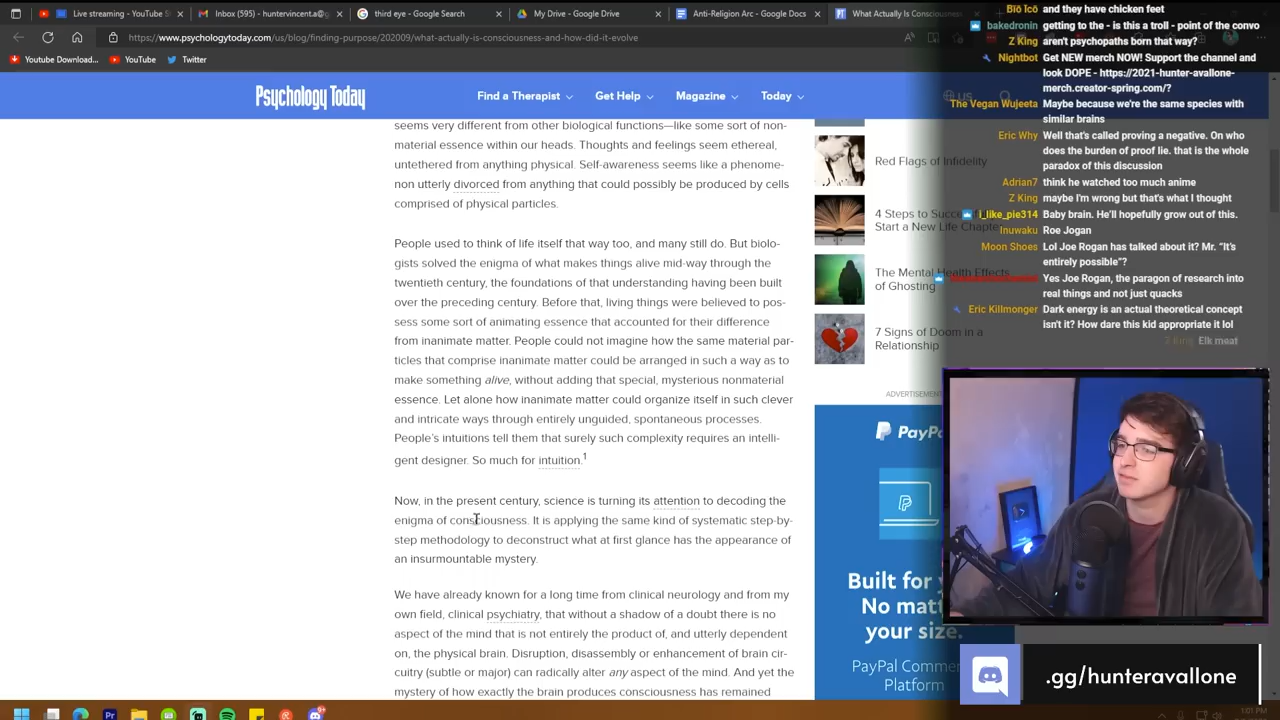 Live streaming - YouTube S
Inbox (595) - huntervincent.a@g
third eye - Google Search
My Drive - Google Drive
Anti-Religion Arc - Google Docs
What Actually Is Consciousness
https://www.psychologytoday.com/us/blog/finding-purpose/202009/what-actually-is-consciousness-and-how-did-it-evolve
Youtube Download...
YouTube
Twitter
Psychology Today
Find a Therapist
Get Help
Magazine
Today
US
seems very different from other biological functions—like some sort of non-
material essence within our heads. Thoughts and feelings seem ethereal,
untethered from anything physical. Self-awareness seems like a phenome-
non utterly divorced from anything that could possibly be produced by cells
comprised of physical particles.
People used to think of life itself that way too, and many still do. But biolo-
gists solved the enigma of what makes things alive mid-way through the
twentieth century, the foundations of that understanding having been built
over the preceding century. Before that, living things were believed to pos-
sess some sort of animating essence that accounted for their difference
from inanimate matter. People could not imagine how the same material par-
ticles that comprise inanimate matter could be arranged in such a way as to
make something alive, without adding that special, mysterious nonmaterial
essence. Let alone how inanimate matter could organize itself in such clever
and intricate ways through entirely unguided, spontaneous processes.
People's intuitions tell them that surely such complexity requires an intelli-
gent designer. So much for intuition.1
Now, in the present century, science is turning its attention to decoding the
enigma of consciousness. It is applying the same kind of systematic step-by-
step methodology to deconstruct what at first glance has the appearance of
an insurmountable mystery.
We have already known for a long time from clinical neurology and from my
own field, clinical psychiatry, that without a shadow of a doubt there is no
aspect of the mind that is not entirely the product of, and utterly dependent
on, the physical brain. Disruption, disassembly or enhancement of brain cir-
cuitry (subtle or major) can radically alter any aspect of the mind. And yet the
mystery of how exactly the brain produces consciousness has remained
Red Flags of Infidelity
4 Steps to
Start a New Life Chapte
The Mental Health Effects
of Ghosting
7 Signs of Doom in a
Relationship
ADVERTISEMENT
PayP
Built for y
No matt
your size.
PayPal Comme
Platform
Bíō Icō and they have chicken feet
bakedronin getting to the - is this a troll - point of the convo
Z King aren't psychopaths born that way?
Nightbot Get NEW merch NOW! Support the channel and
look DOPE - https://2021-hunter-avallone-
merch.creator-spring.com/?
The Vegan Wujeeta Maybe because we're the same species with
similar brains
Eric Why Well that's called proving a negative. On who
does the burden of proof lie. that is the whole
paradox of this discussion
Adrian7 think he watched too much anime
Z King maybe I'm wrong but that's what I thought
i_like_pie314 Baby brain. He'll hopefully grow out of this.
Inuwaku Roe Jogan
Moon Shoes Lol Joe Rogan has talked about it? Mr. "It's
entirely possible"?
Yes Joe Rogan, the paragon of research into
real things and not just quacks
Eric Killmonger Dark energy is an actual theoretical concept
isn't it? How dare this kid appropriate it lol
Z King Elk meat
.gg/hunteravallone
1:01 PM